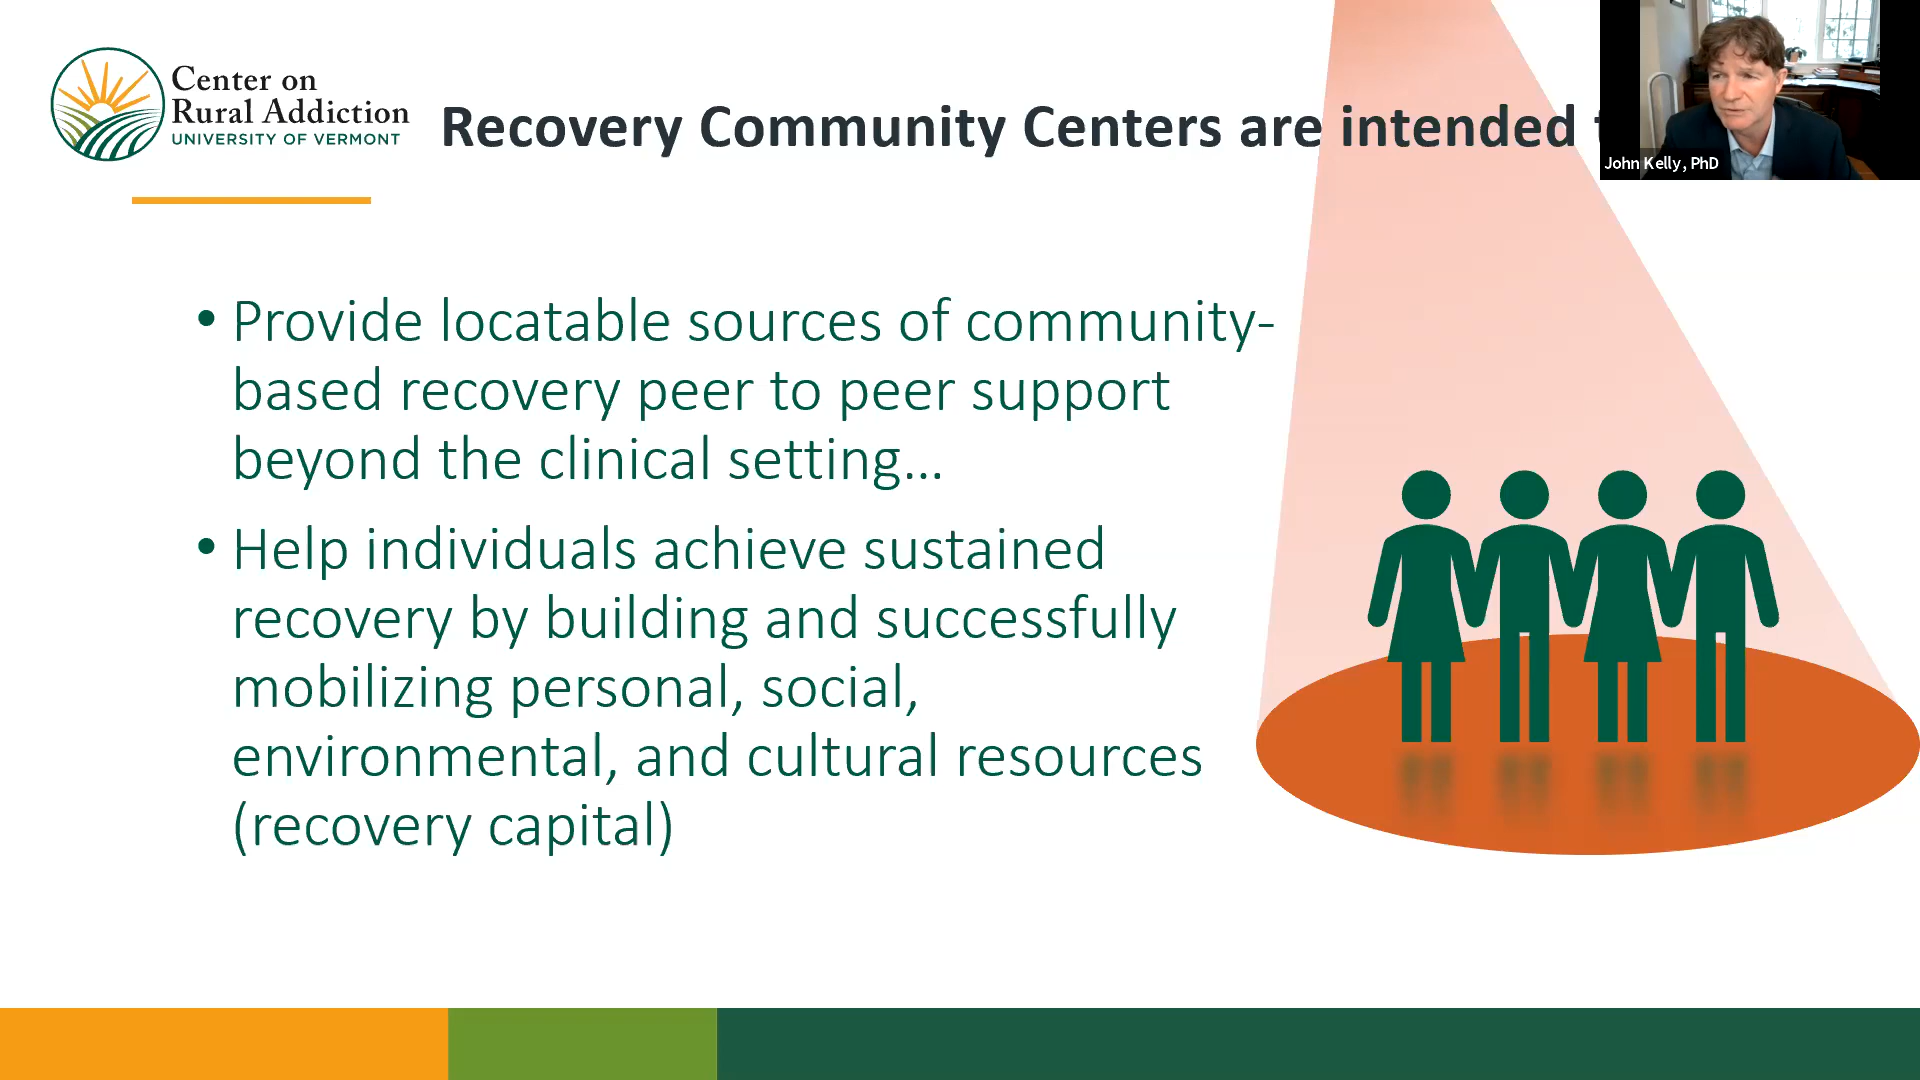 Center on
Rural Addiction
UNIVERSITY OF VERMONT
Recovery Community Centers are intended
John Kelly, PhD
• Provide locatable sources of community-
based recovery peer to peer support
beyond the clinical setting...
• Help individuals achieve sustained
recovery by building and successfully
mobilizing personal, social,
environmental, and cultural resources
(recovery capital)